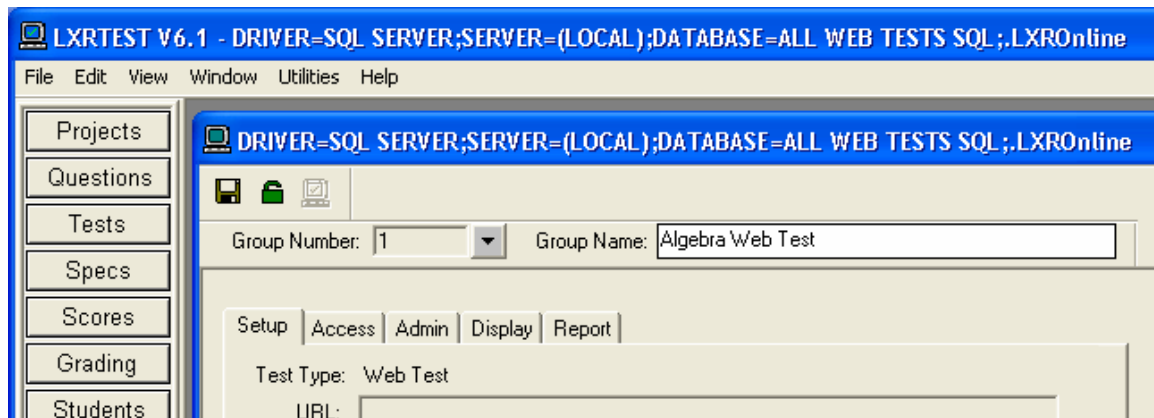 LXRTEST V6.1 - DRIVER=SQL SERVER;SERVER=(LOCAL);DATABASE=ALL WEB TESTS SQL;.LXROnline
File Edit View Window Utilities Help
Projects
Questions
Tests
Specs
Scores
Grading
Students
DRIVER=SQL SERVER;SERVER=(LOCAL);DATABASE=ALL WEB TESTS SQL;.LXROnline
Group Number: 1 Group Name: Algebra Web Test
Setup Access Admin Display Report
Test Type: Web Test
URL: